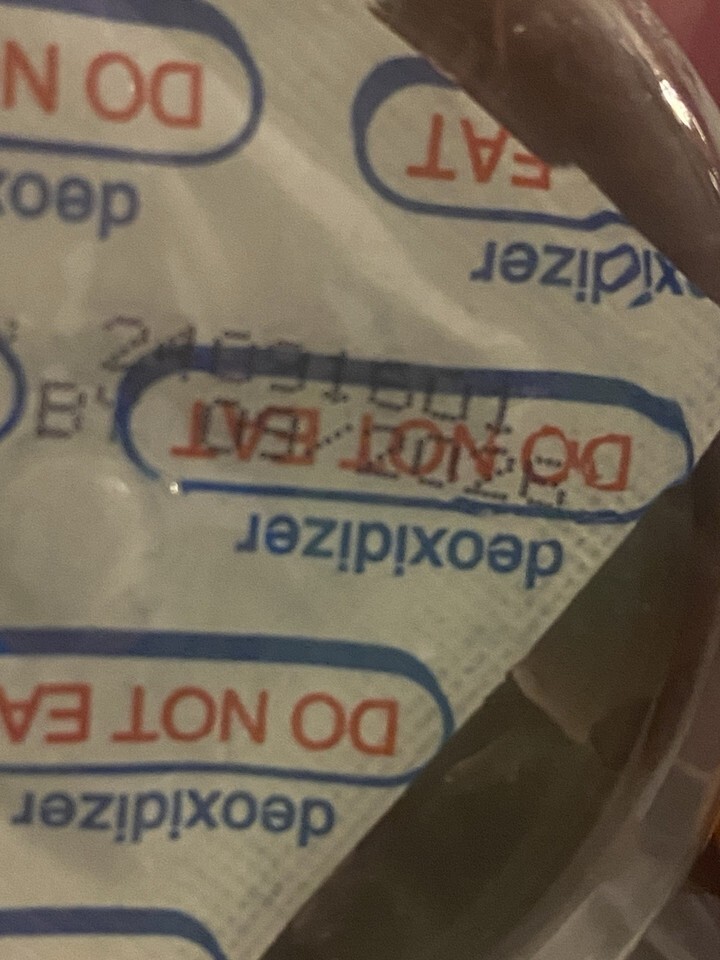 deoxidizer
DO NOT EA
deoxidizer
DO NOT EAT
xidizer
deox
EAT
DO N